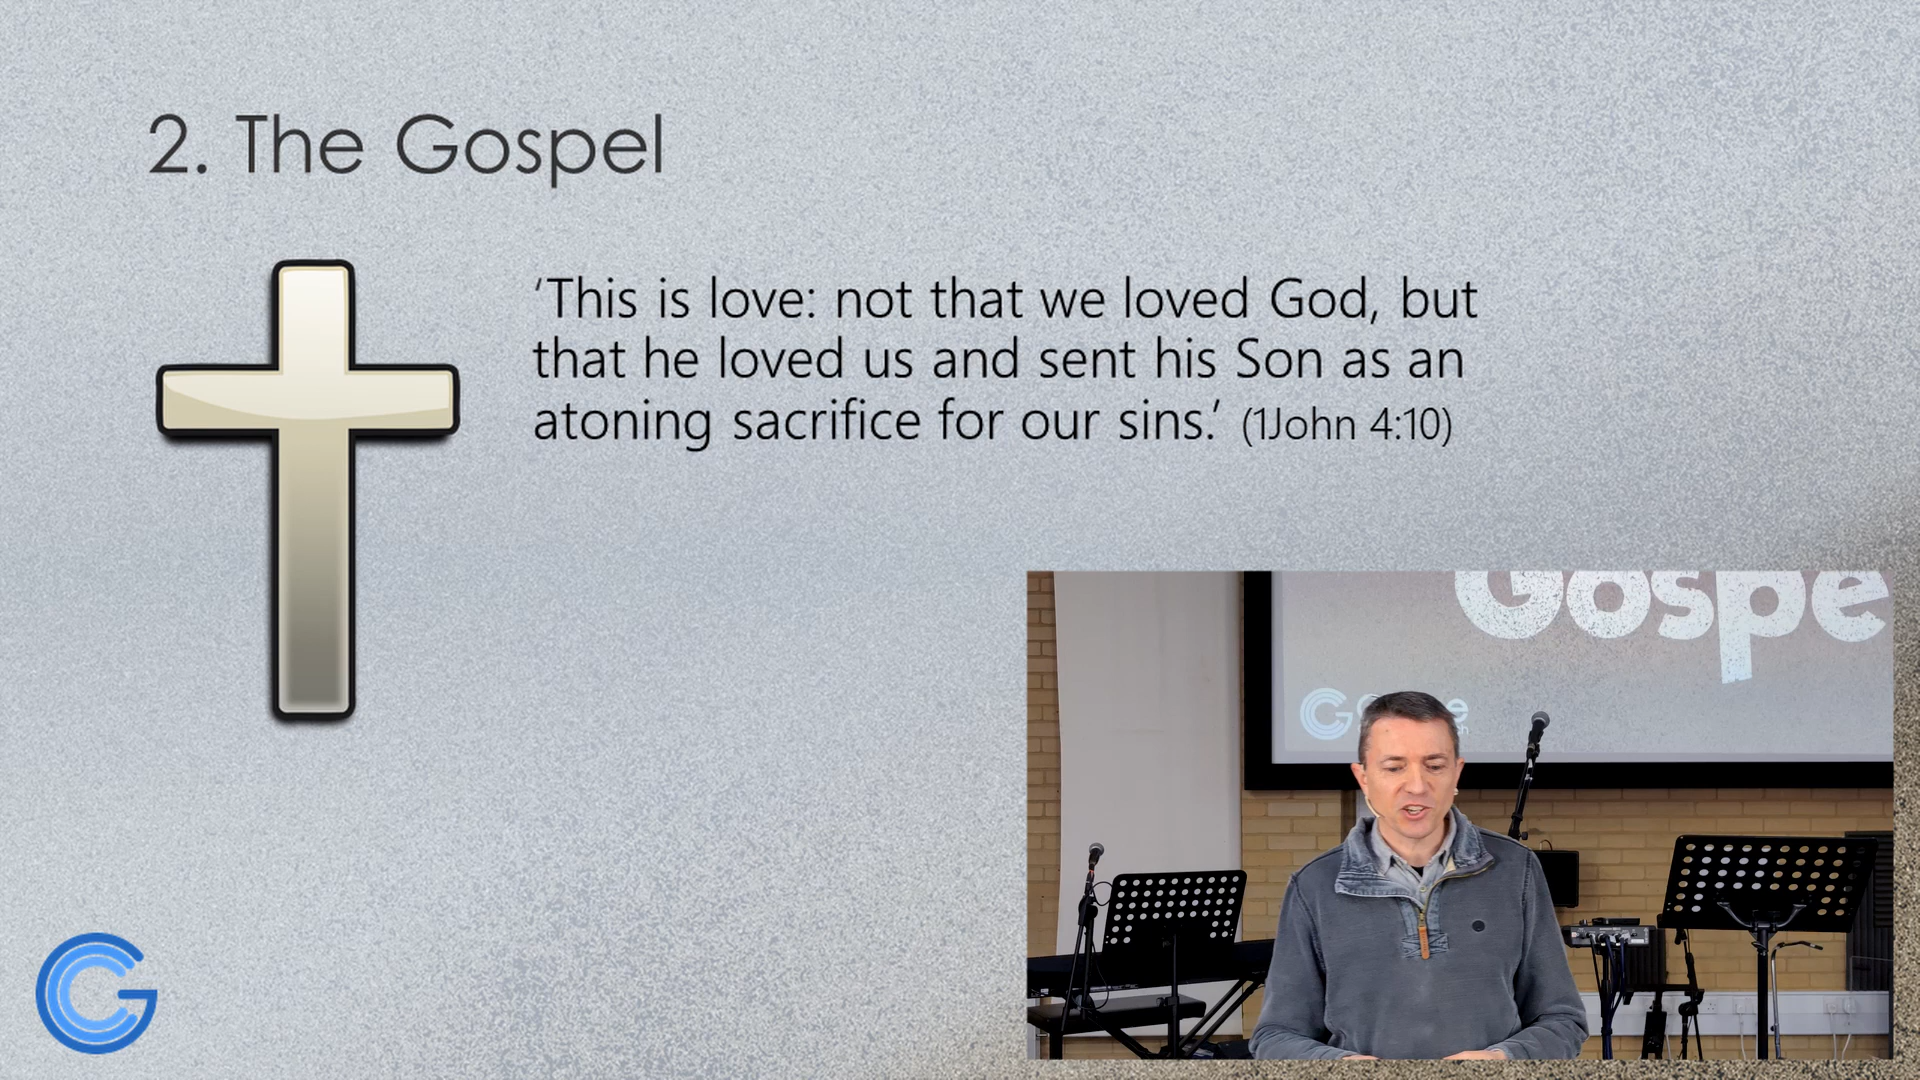 2. The Gospel
‘This is love: not that we loved God, but
that he loved us and sent his Son as an
atoning sacrifice for our sins.’ (1John 4:10)
Gospe